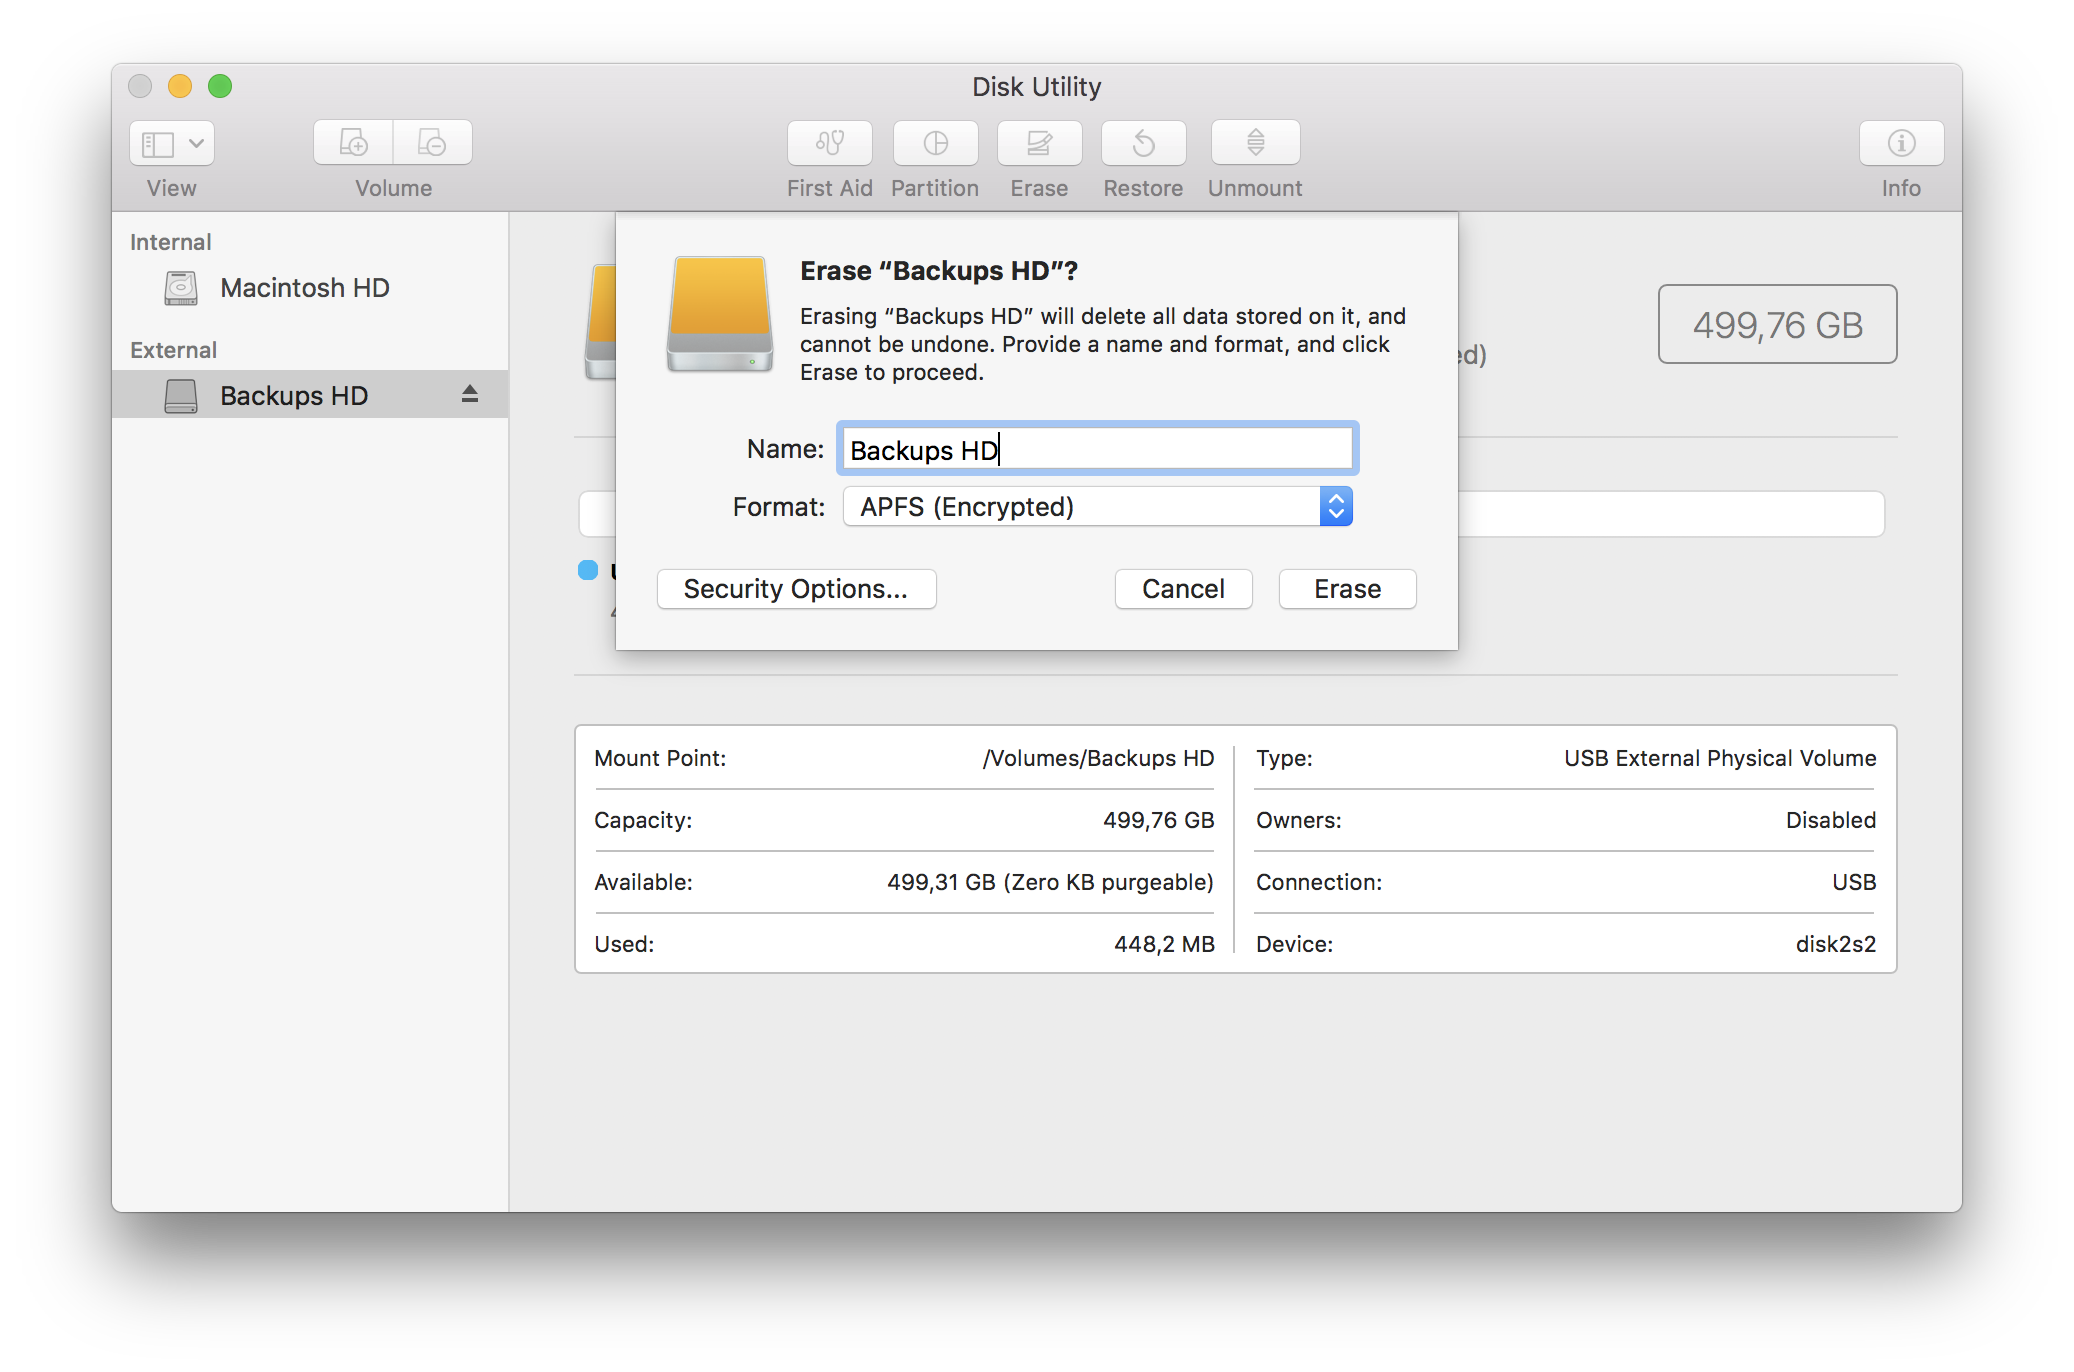 Disk Utility
View
Volume
First Aid
Partition
Erase
Restore
Unmount
Info
Internal
Macintosh HD
External
Backups HD
Erase “Backups HD”?
Erasing “Backups HD” will delete all data stored on it, and
cannot be undone. Provide a name and format, and click
Erase to proceed.
Name: Backups HD
Format: APFS (Encrypted)
Security Options...
Cancel
Erase
499,76 GB
Mount Point: /Volumes/Backups HD
Capacity: 499,76 GB
Available: 499,31 GB (Zero KB purgeable)
Used: 448,2 MB
Type: USB External Physical Volume
Owners: Disabled
Connection: USB
Device: disk2s2